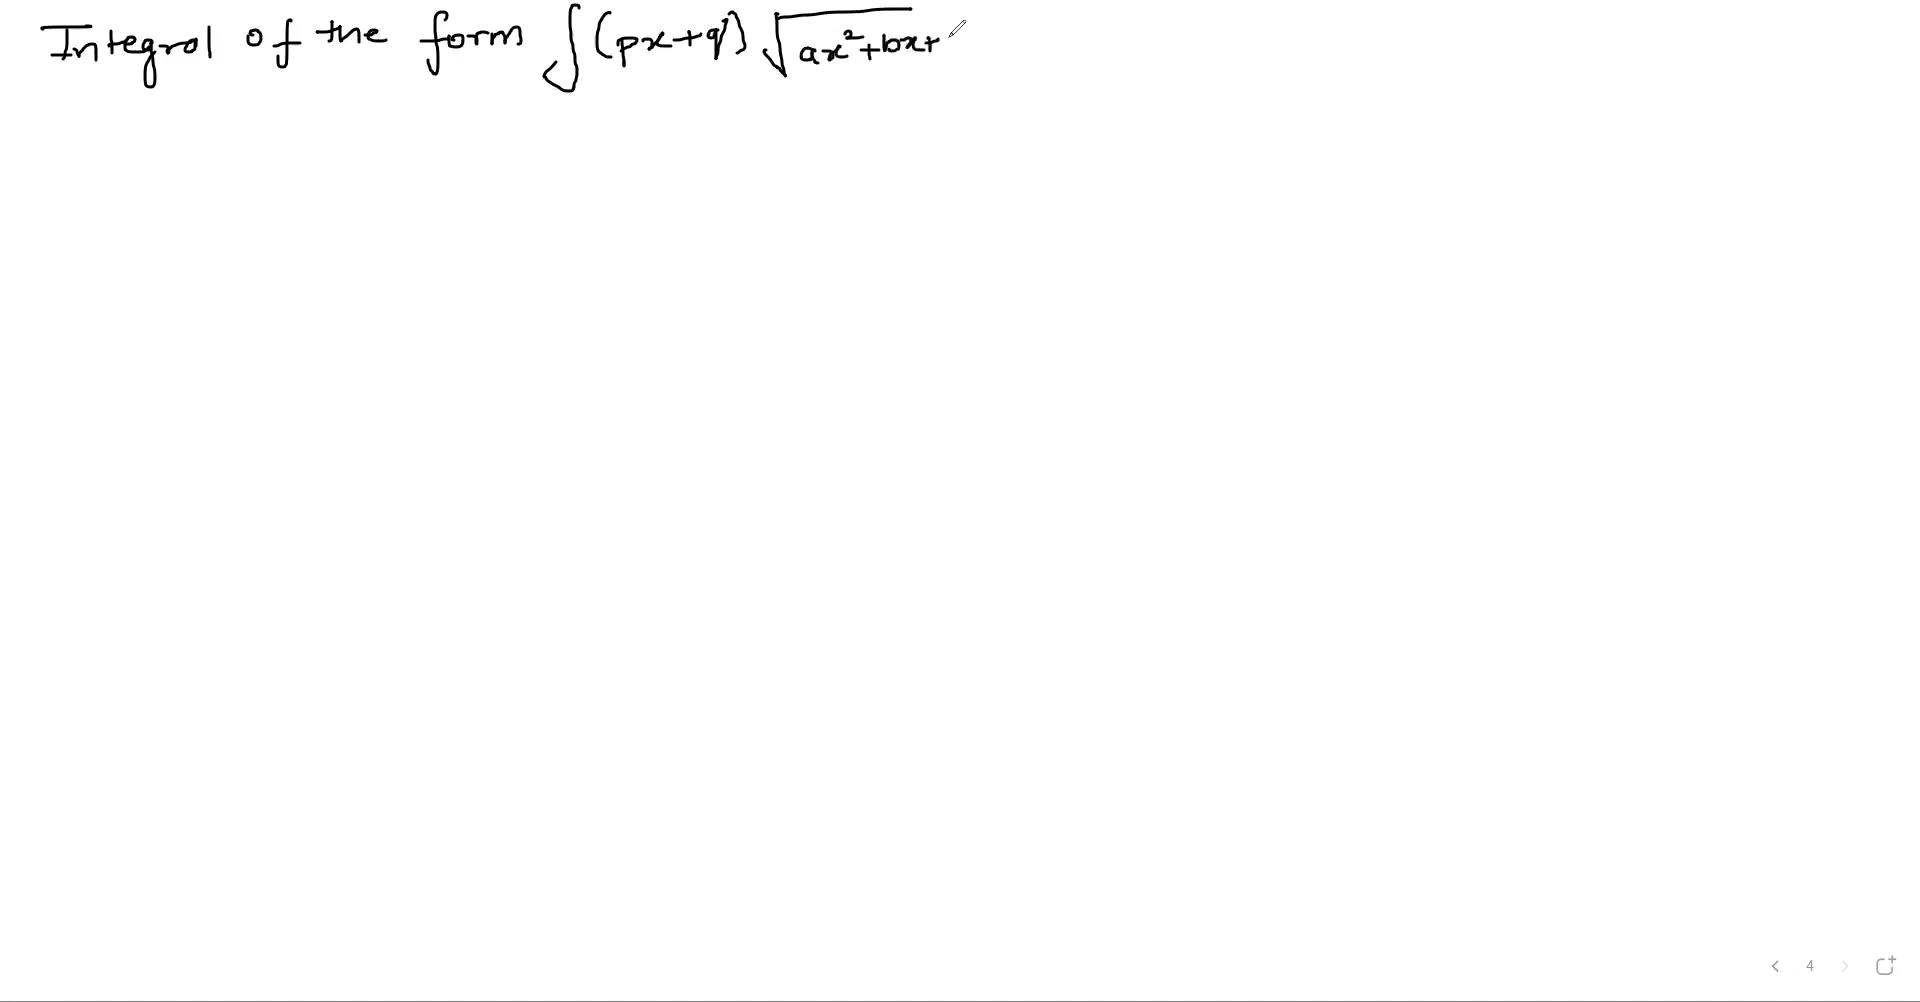 Integral of the form ∫(px+q) √ax²+bx+
4